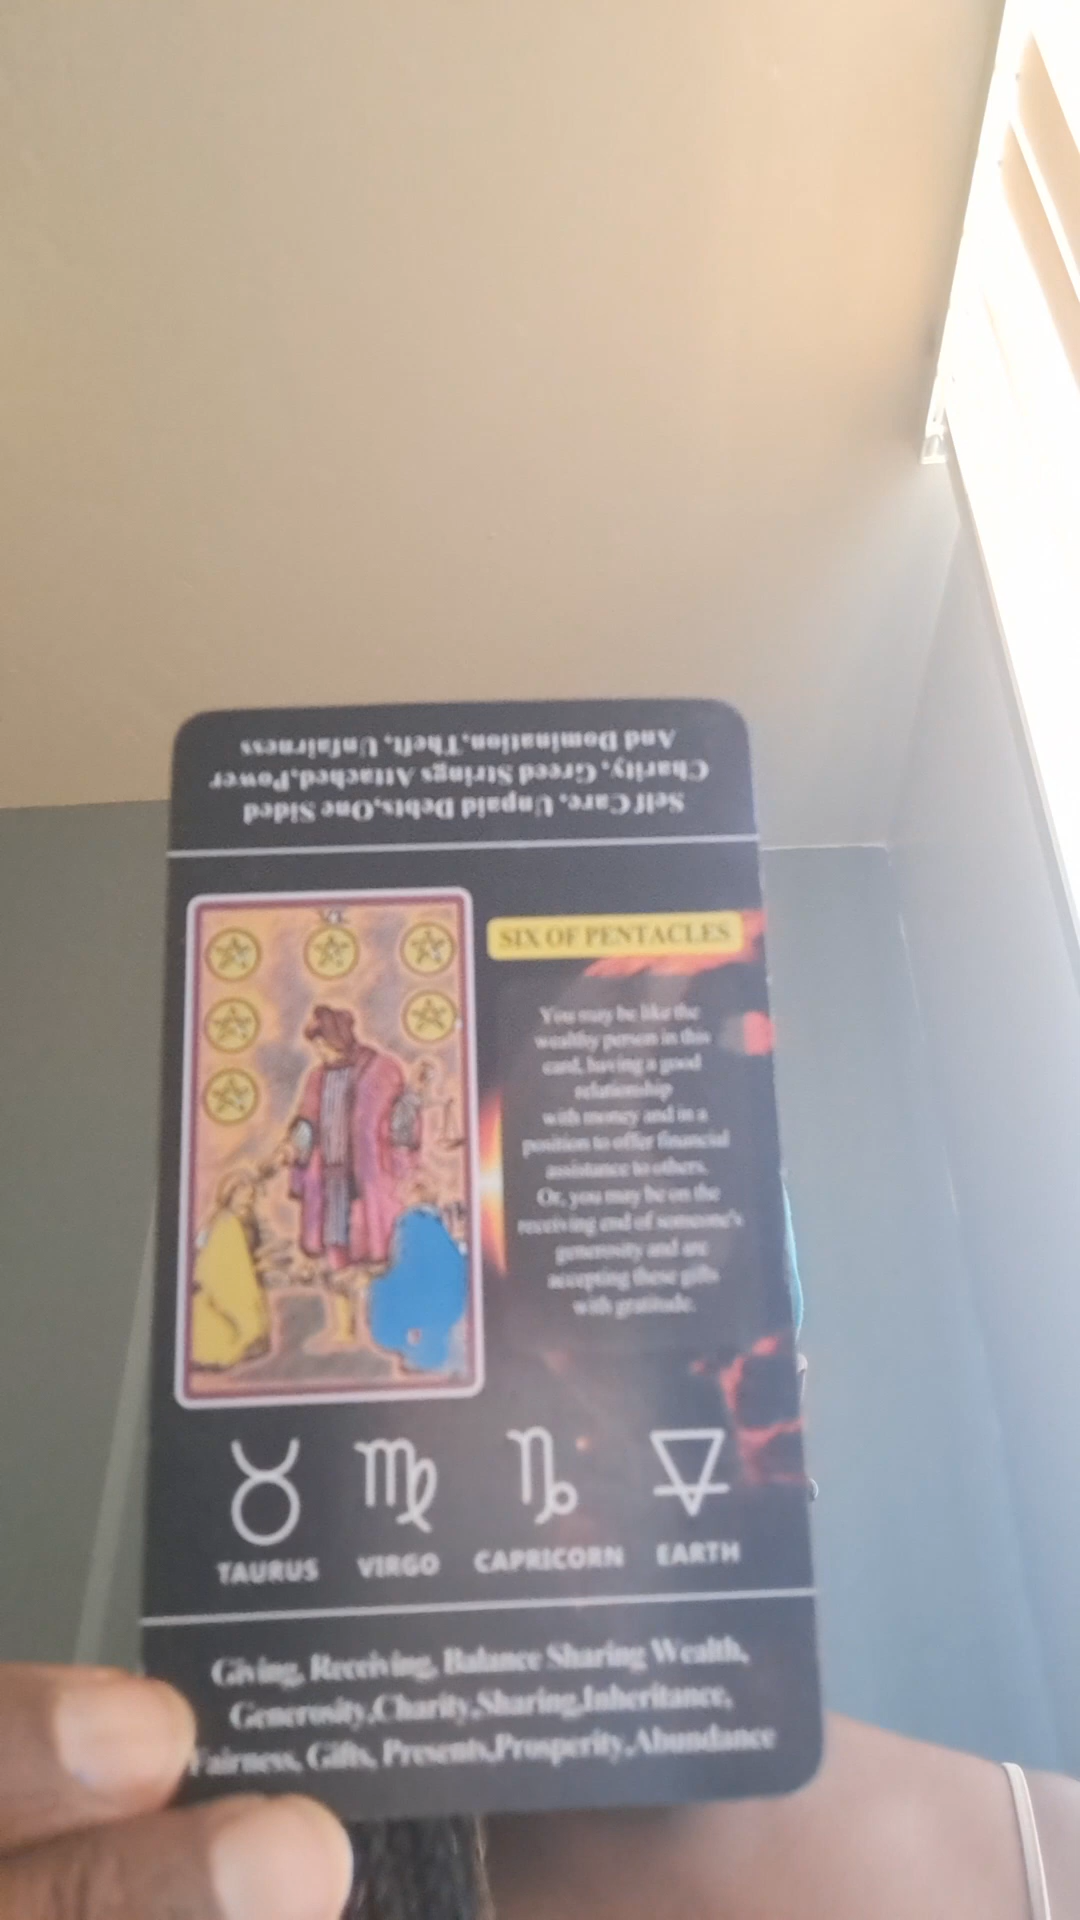 Self Care, Unpaid Debts,One Sided
Charity, Greed Strings Attached,Power
And Domination,Theft, Unfairness
VI
SIX OF PENTACLES
You may be like the
wealthy person in this
card, having a good
relationship
with money and in a
position to offer financial
assistance to others.
Or, you may be on the
receiving end of someone's
generosity and are
accepting these gifts
with gratitude.
TAURUS VIRGO CAPRICORN EARTH
Giving, Receiving, Balance Sharing Wealth,
Generosity,Charity,Sharing,Inheritance,
Fairness, Gifts, Presents,Prosperity,Abundance